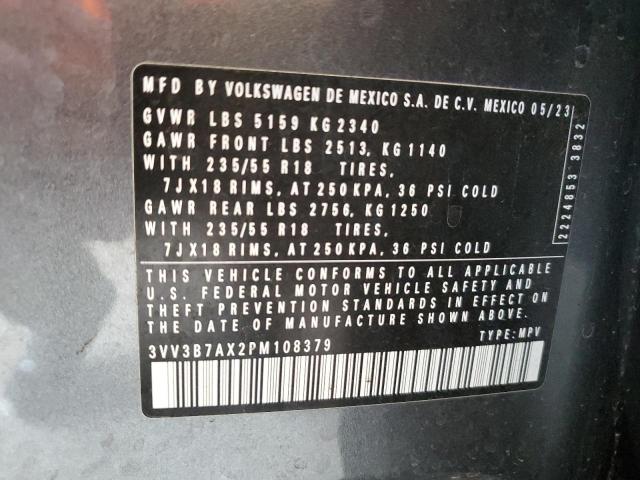 MFD BY VOLKSWAGEN DE MEXICO S.A. DE C.V. MEXICO 05/23
GVWR LBS 5159 KG 2340
GAWR FRONT LBS 2513, KG 1140
WITH 235/55 R18 TIRES,
7JX18 RIMS, AT 250 KPA, 36 PSI COLD
GAWR REAR LBS 2756, KG 1250
WITH 235/55 R18 TIRES,
7JX18 RIMS, AT 250 KPA, 36 PSI COLD
THIS VEHICLE CONFORMS TO ALL APPLICABLE
U.S. FEDERAL MOTOR VEHICLE SAFETY AND
THEFT PREVENTION STANDARDS IN EFFECT ON
THE DATE OF MANUFACTURE SHOWN ABOVE.
3VV3B7AX2PM108379 TYPE: MPV
2224853 3832